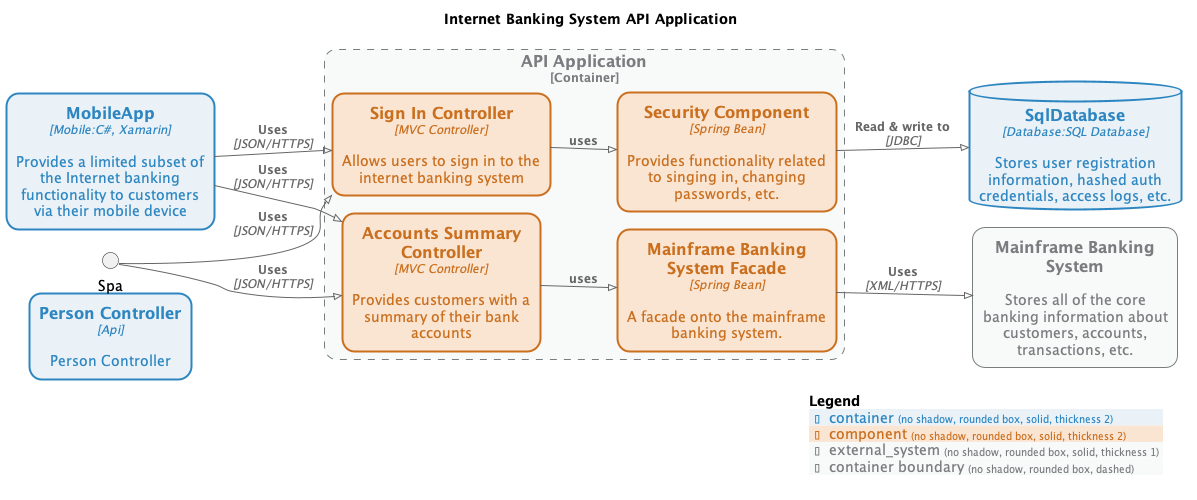 Internet Banking System API Application
API Application
[Container]
MobileApp
[Mobile:C#, Xamarin]
Provides a limited subset of
the Internet banking
functionality to customers
via their mobile device
Uses
[JSON/HTTPS]
Uses
[JSON/HTTPS]
Uses
[JSON/HTTPS]
Uses
[JSON/HTTPS]
Spa
Person Controller
[Api]
Person Controller
Sign In Controller
[MVC Controller]
Allows users to sign in to the
internet banking system
uses
Security Component
[Spring Bean]
Provides functionality related
to singing in, changing
passwords, etc.
Read & write to
[JDBC]
SqlDatabase
[Database:SQL Database]
Stores user registration
information, hashed auth
credentials, access logs, etc.
Accounts Summary
Controller
[MVC Controller]
Provides customers with a
summary of their bank
accounts
uses
Mainframe Banking
System Facade
[Spring Bean]
A facade onto the mainframe
banking system.
Uses
[XML/HTTPS]
Mainframe Banking
System
Stores all of the core
banking information about
customers, accounts,
transactions, etc.
Legend
container (no shadow, rounded box, solid, thickness 2)
component (no shadow, rounded box, solid, thickness 2)
external_system (no shadow, rounded box, solid, thickness 1)
container boundary (no shadow, rounded box, dashed)